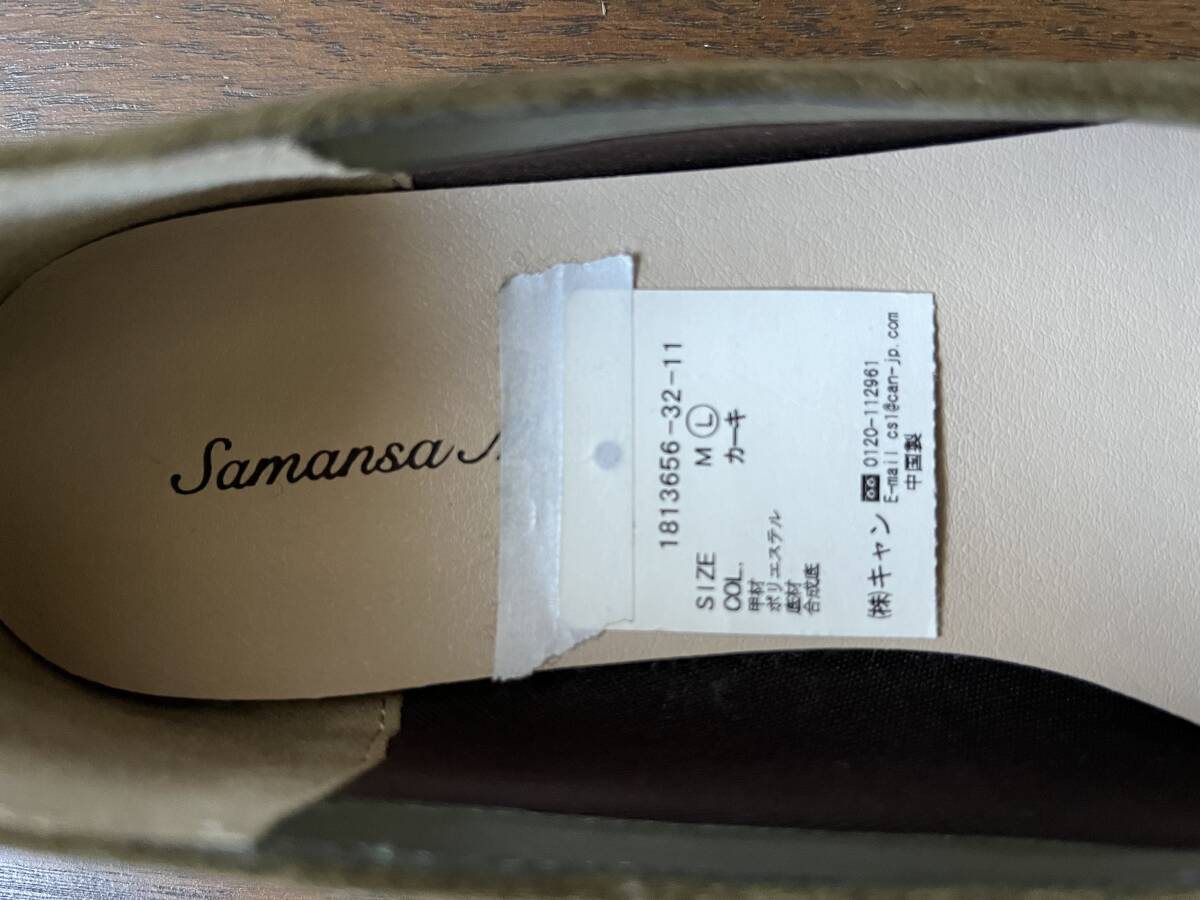 Samansa
1813656-32-11
SIZE M Ⓛ
COL. カーキ
甲材
ポリエステル
底材
合成底
(株)キャン 0120-112961
E-mail cs1@can-jp.com
中国製